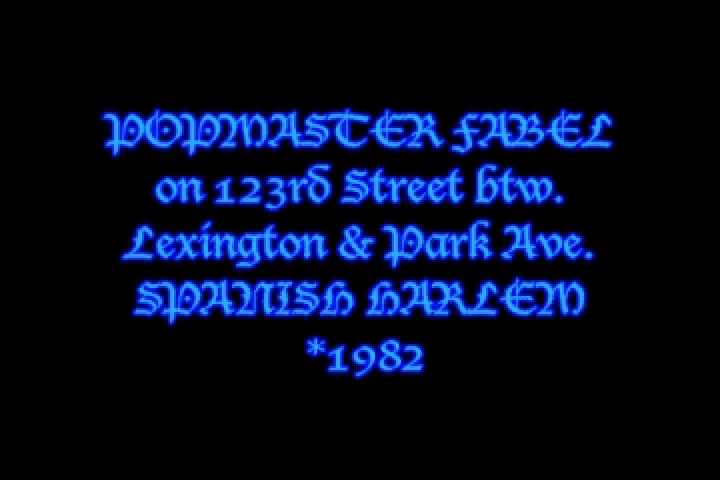 POPMASTER FABEL
on 123rd Street btw.
Lexington & Park Ave.
SPANISH HARLEM
*1982